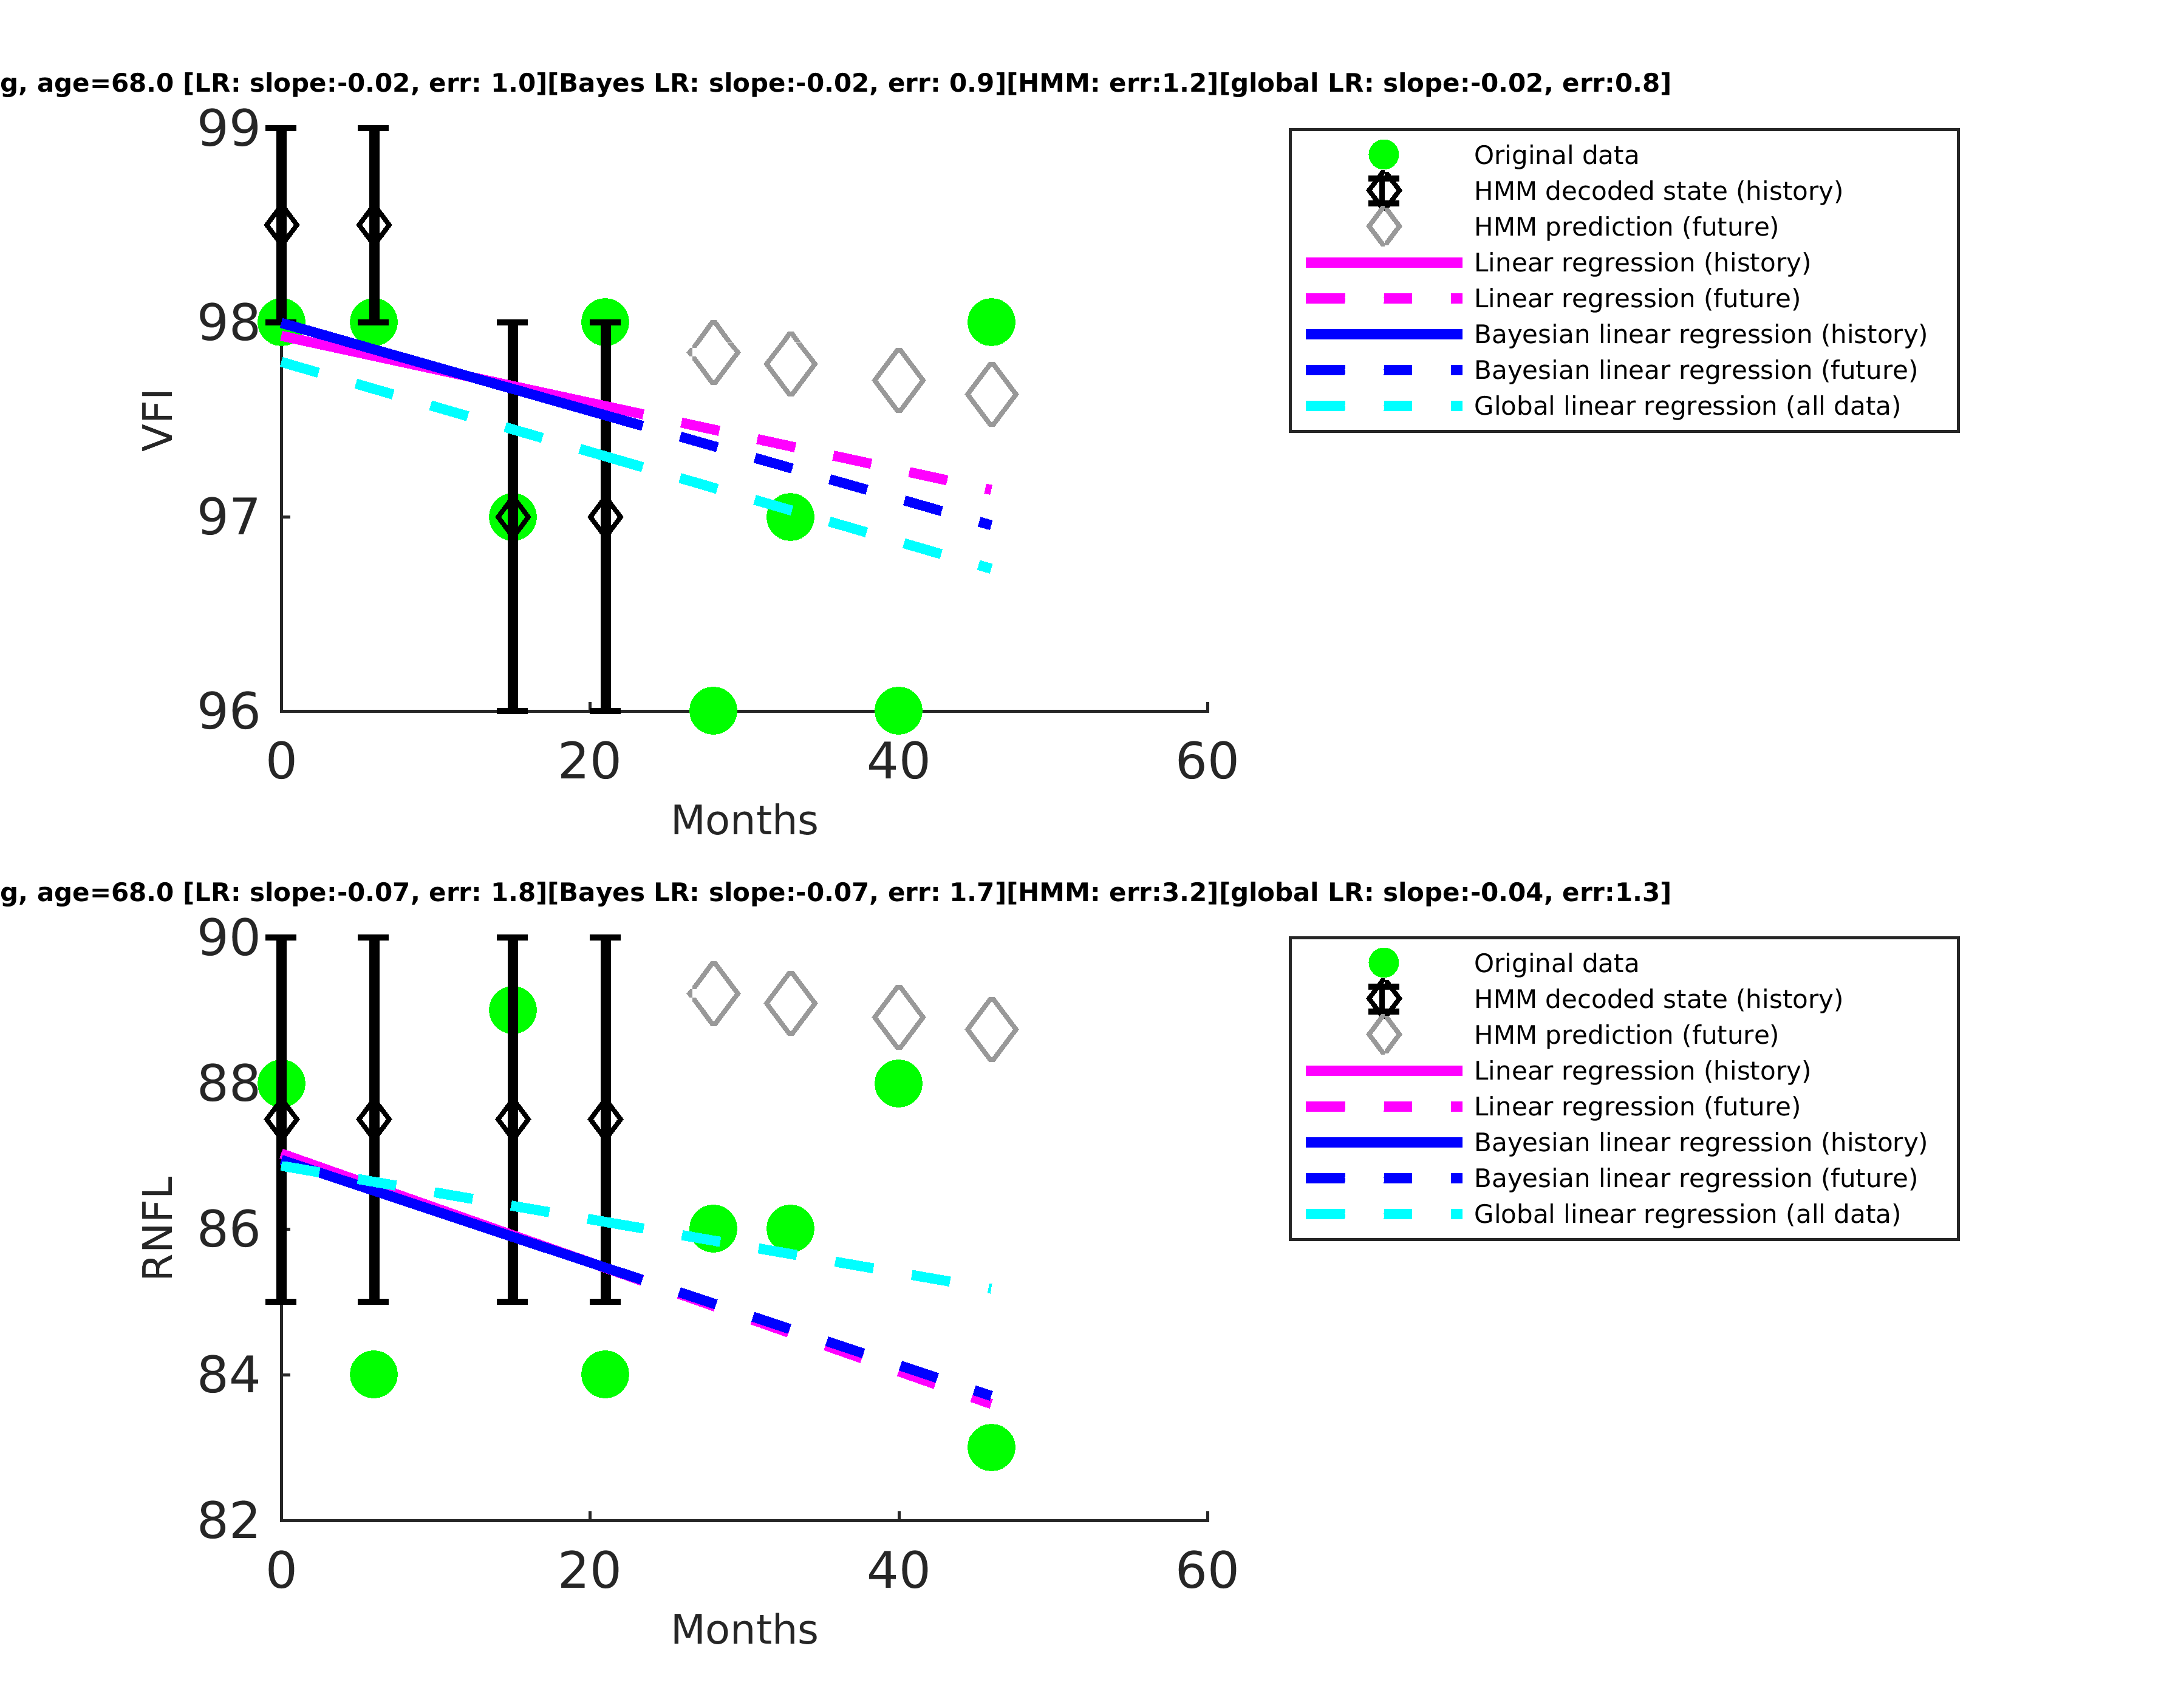 g, age=68.0 [LR: slope:-0.02, err: 1.0][Bayes LR: slope:-0.02, err: 0.9][HMM: err:1.2][global LR: slope:-0.02, err:0.8]
99
98
97
96
VFI
0 20 40 60
Months
Original data
HMM decoded state (history)
HMM prediction (future)
Linear regression (history)
Linear regression (future)
Bayesian linear regression (history)
Bayesian linear regression (future)
Global linear regression (all data)
g, age=68.0 [LR: slope:-0.07, err: 1.8][Bayes LR: slope:-0.07, err: 1.7][HMM: err:3.2][global LR: slope:-0.04, err:1.3]
90
88
86
84
82
RNFL
0 20 40 60
Months
Original data
HMM decoded state (history)
HMM prediction (future)
Linear regression (history)
Linear regression (future)
Bayesian linear regression (history)
Bayesian linear regression (future)
Global linear regression (all data)